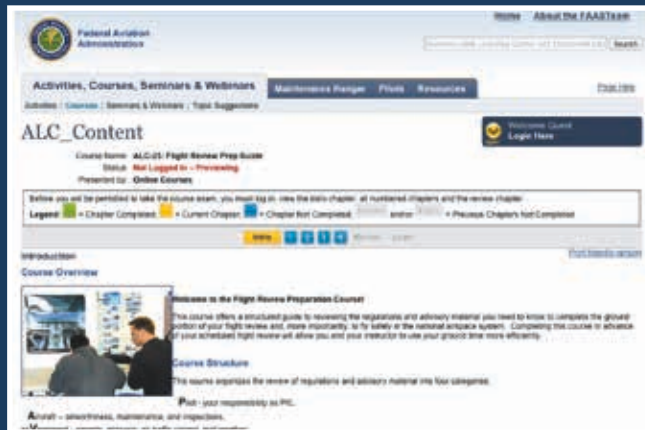 Home About the FAASTeam
Federal Aviation
Administration
Search
Activities, Courses, Seminars & Webinars Maintenance Hangar Pilots Resources
Page Help
Activities Courses Seminars & Webinars Topic Suggestions
ALC_Content
Welcome Guest
Login Here
Course Name: ALC-25: Flight Review Prep Guide
Status: Not Logged In - Previewing
Presented by: Online Courses
Before you will be permitted to take the course exam, you must log in, view the intro chapter, all numbered chapters and the review chapter.
Legend: = Chapter Completed, = Current Chapter, = Chapter Not Completed, and/or = Previous Chapters Not Completed
Intro 1 2 3 4 Review Exam
Introduction
Print friendly version
Course Overview
Welcome to the Flight Review Preparation Course!
This course offers a structured guide to reviewing the regulations and advisory material you need to know to complete the ground
portion of your flight review and, more importantly, to fly safely in the national airspace system. Completing this course in advance
of your scheduled flight review will allow you and your instructor to use your ground time more efficiently.
Course Structure
This course organizes the review of regulations and advisory material into four categories:
Pilot - your responsibility as PIC.
Aircraft – airworthiness, maintenance, and inspections.